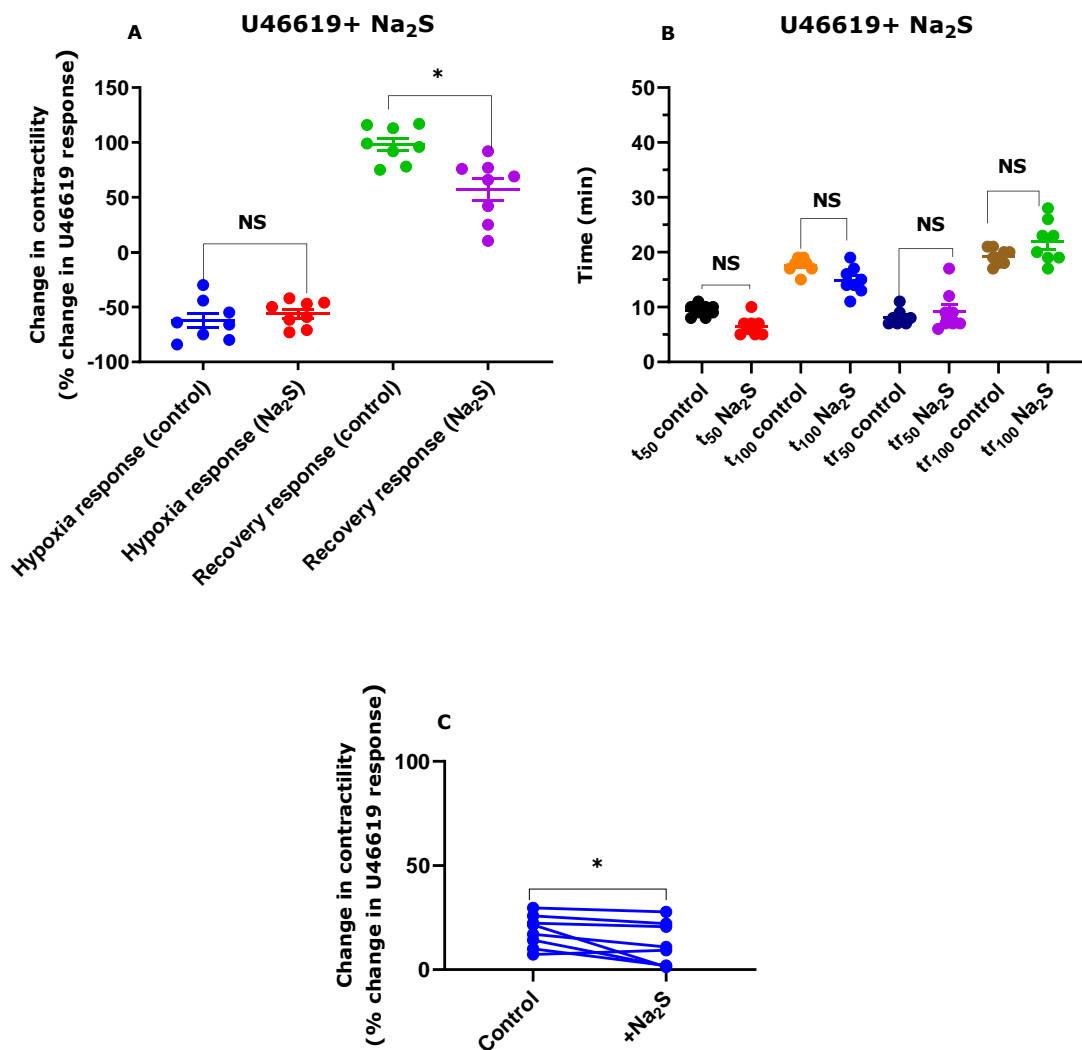 A
U46619+ Na₂S
Change in contractility
(% change in U46619 response)
150
100
50
0
-50
-100
NS
*
Hypoxia response (control)
Hypoxia response (Na₂S)
Recovery response (control)
Recovery response (Na₂S)
B
U46619+ Na₂S
Time (min)
50
40
30
20
10
0
NS
NS
NS
NS
t₅₀ control
t₅₀ Na₂S
t₁₀₀ control
t₁₀₀ Na₂S
tr₅₀ control
tr₅₀ Na₂S
tr₁₀₀ control
tr₁₀₀ Na₂S
C
Change in contractility
(% change in U46619 response)
100
50
0
*
Control
+Na₂S